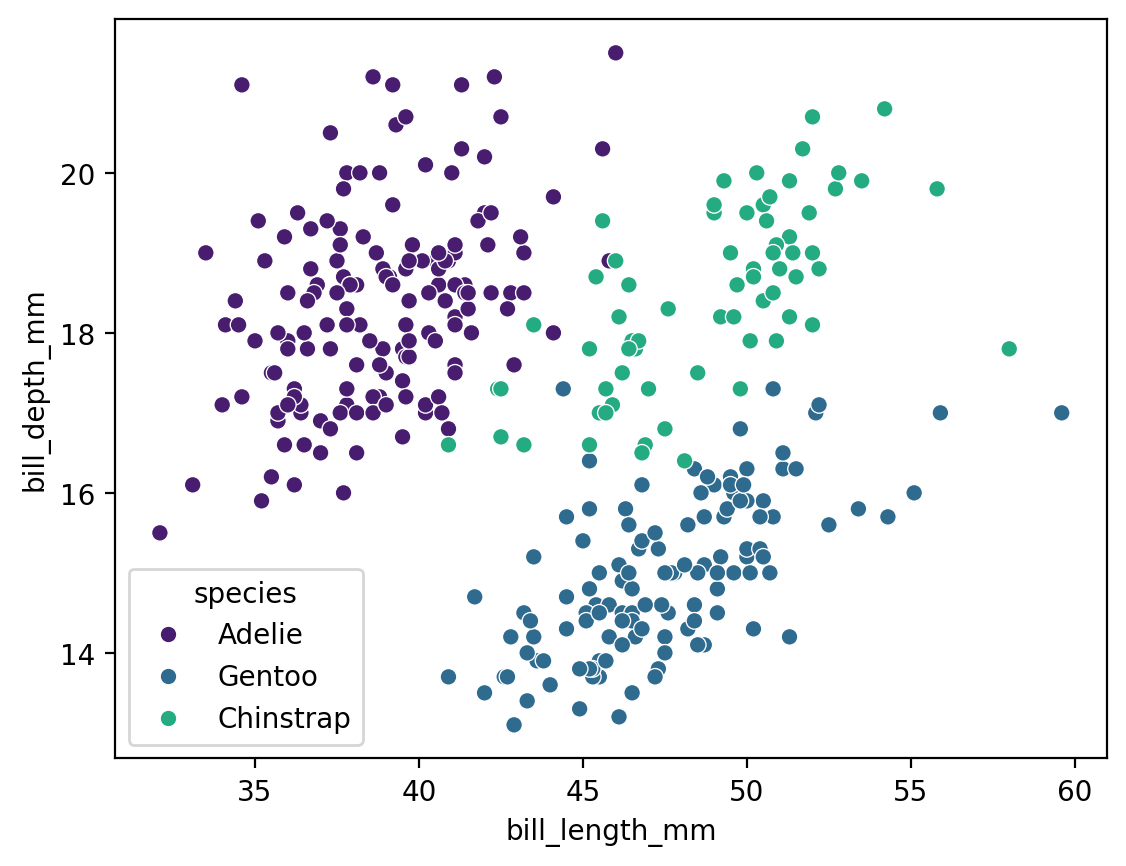 bill_depth_mm
20
18
16
14
species
Adelie
Gentoo
Chinstrap
35 40 45 50 55 60
bill_length_mm